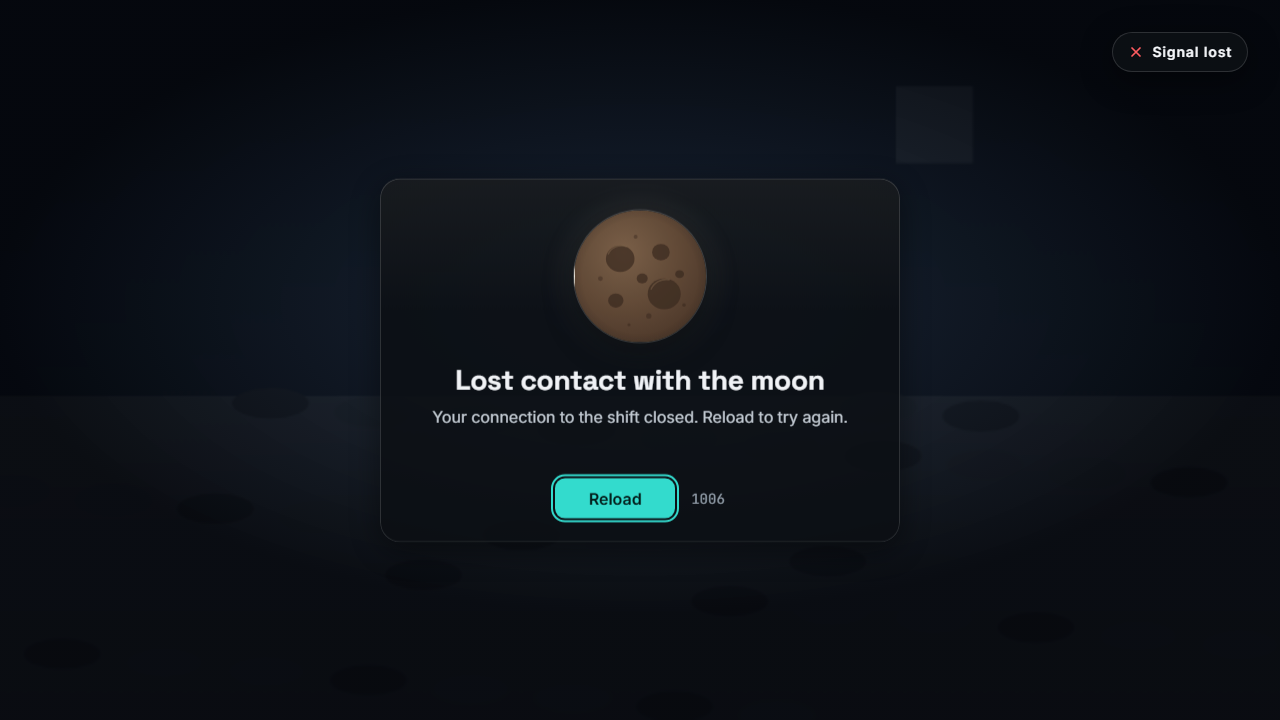 Signal lost
Lost contact with the moon
Your connection to the shift closed. Reload to try again.
Reload 1006